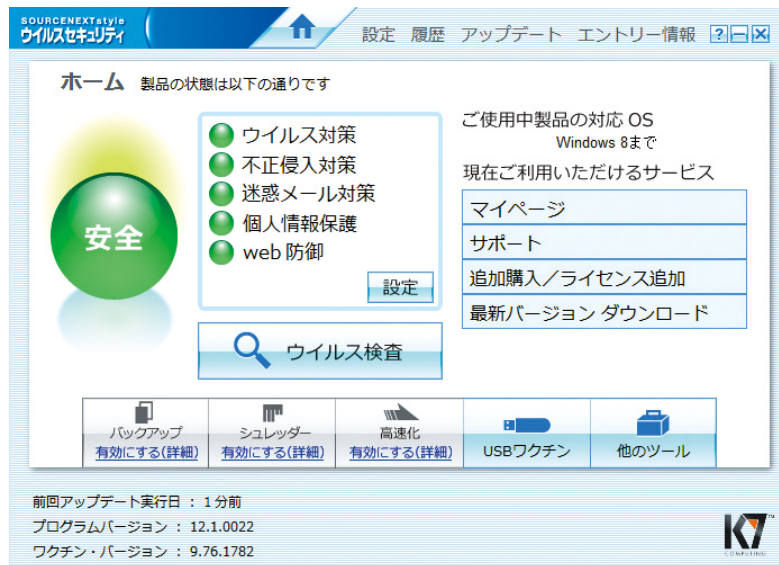 SOURCENEXTstyle
ウイルスセキュリティ
設定 履歴 アップデート エントリー情報 ?
ホーム 製品の状態は以下の通りです
安全
ウイルス対策
不正侵入対策
迷惑メール対策
個人情報保護
web 防御
設定
ウイルス検査
ご使用中製品の対応 OS
Windows 8まで
現在ご利用いただけるサービス
マイページ
サポート
追加購入／ライセンス追加
最新バージョン ダウンロード
バックアップ
有効にする(詳細)
シュレッダー
有効にする(詳細)
高速化
有効にする(詳細)
USBワクチン
他のツール
前回アップデート実行日 : 1 分前
プログラムバージョン : 12.1.0022
ワクチン・バージョン : 9.76.1782
K7
COMPUTING